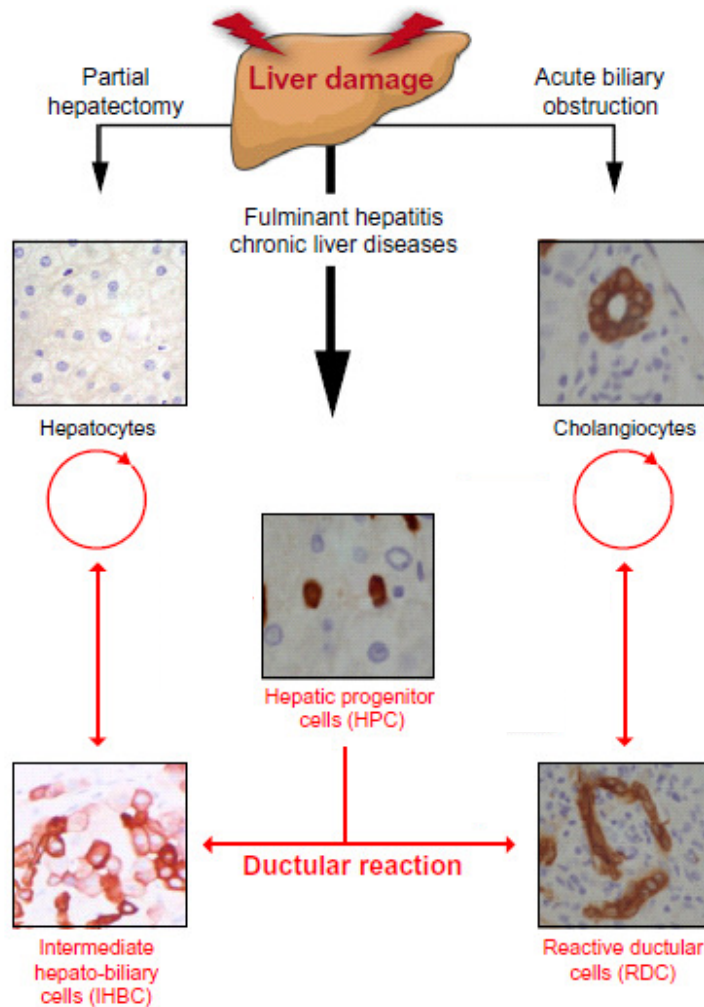 Liver damage
Partial
hepatectomy
Acute biliary
obstruction
Fulminant hepatitis
chronic liver diseases
Hepatocytes
Cholangiocytes
Hepatic progenitor
cells (HPC)
Ductular reaction
Intermediate
hepato-biliary
cells (IHBC)
Reactive ductular
cells (RDC)